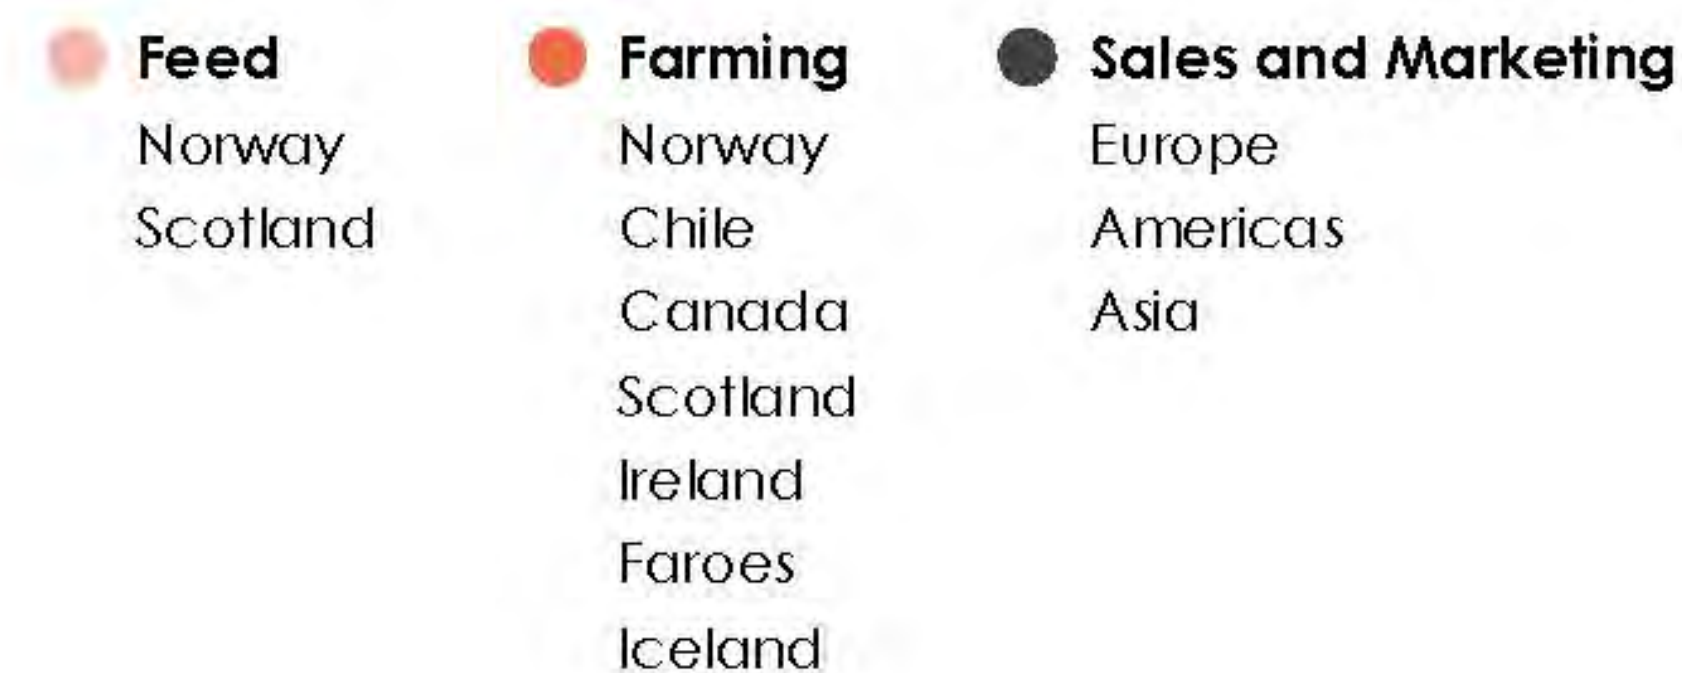 Feed
Norway
Scotland
Farming
Norway
Chile
Canada
Scotland
Ireland
Faroes
Iceland
Sales and Marketing
Europe
Americas
Asia